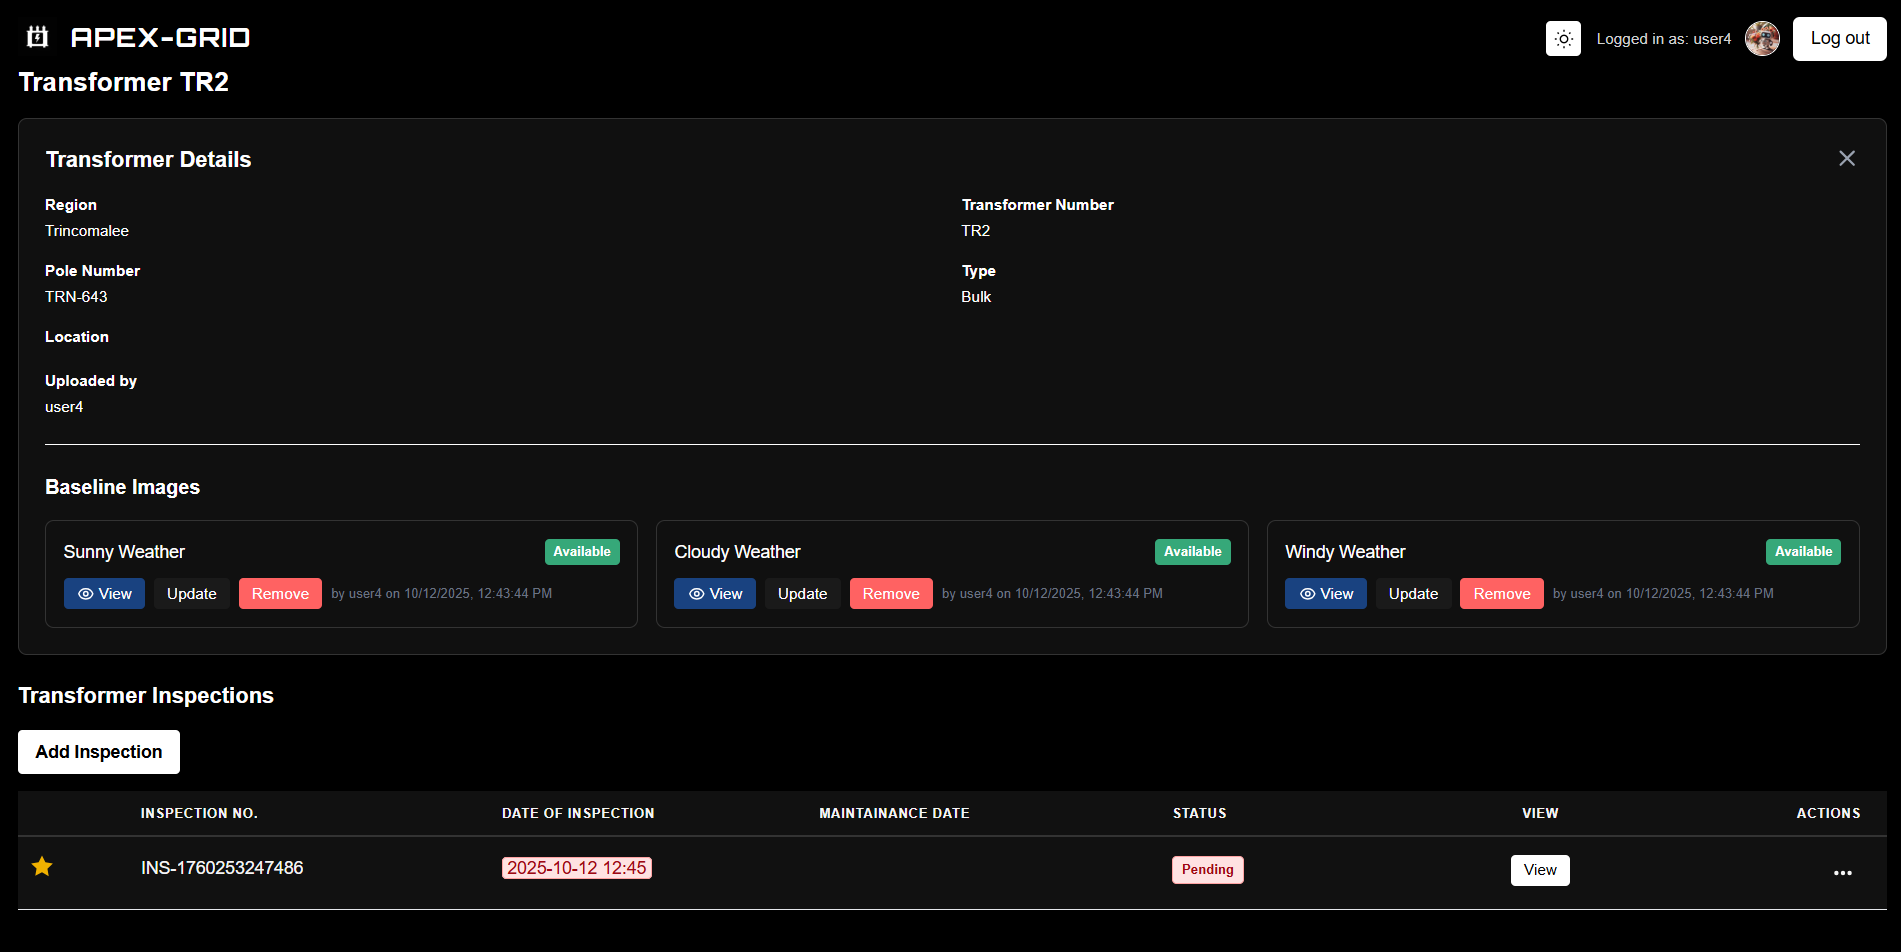 APEX-GRID
Logged in as: user4
Log out
Transformer TR2
Transformer Details
Region
Trincomalee
Transformer Number
TR2
Pole Number
TRN-643
Type
Bulk
Location
Uploaded by
user4
Baseline Images
Sunny Weather
Available
View Update Remove by user4 on 10/12/2025, 12:43:44 PM
Cloudy Weather
Available
View Update Remove by user4 on 10/12/2025, 12:43:44 PM
Windy Weather
Available
View Update Remove by user4 on 10/12/2025, 12:43:44 PM
Transformer Inspections
Add Inspection
INSPECTION NO. DATE OF INSPECTION MAINTAINANCE DATE STATUS VIEW ACTIONS
INS-1760253247486 2025-10-12 12:45 Pending View ...